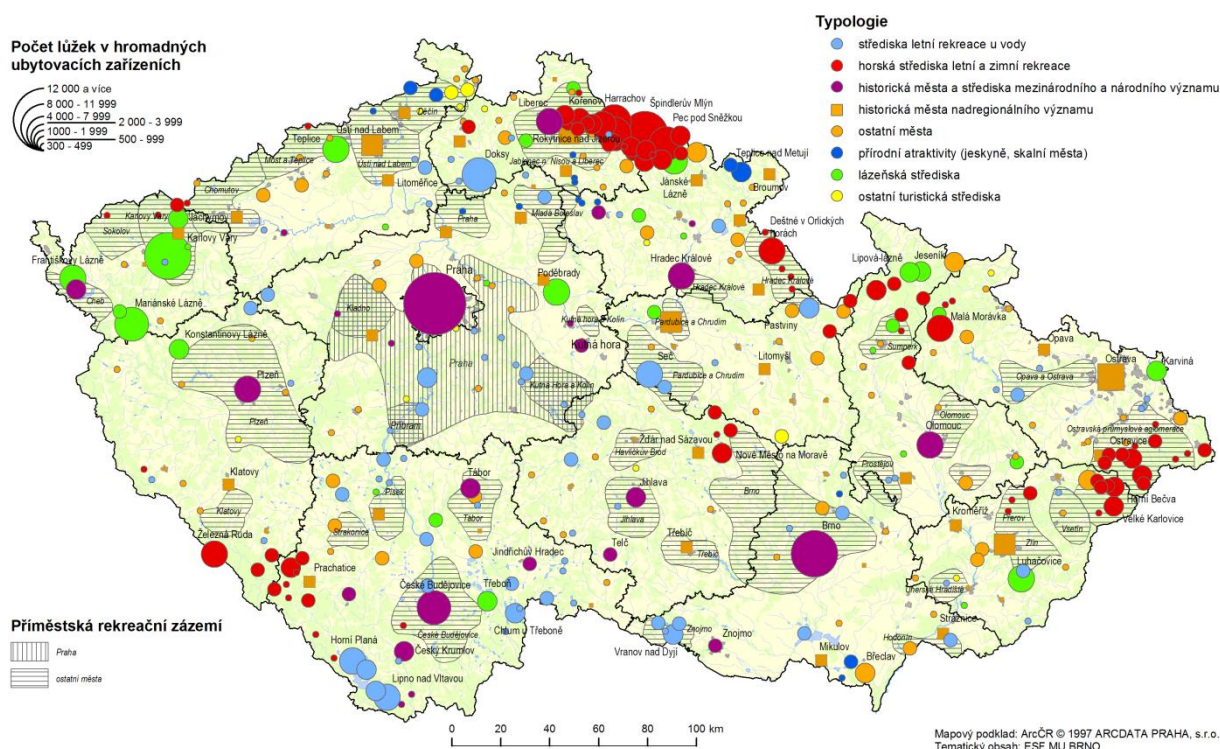 Počet lůžek v hromadných
ubytovacích zařízeních
12 000 a více
8 000 - 11 999
4 000 - 7 999
2 000 - 3 999
1000 - 1 999
500 - 999
300 - 499
Typologie
střediska letní rekreace u vody
horská střediska letní a zimní rekreace
historická města a střediska mezinárodního a národního významu
historická města nadregionálního významu
ostatní města
přírodní atraktivity (jeskyně, skalní města)
lázeňská střediska
ostatní turistická střediska
Děčín
Liberec
Kořenov
Harrachov
Špindlerův Mlýn
Pec pod Sněžkou
Ústí nad Labem
Teplice
Most a Teplice
Ústí nad Labem
Rokytnice nad Jizerou
Jablonec n. Nisou a Liberec
Doksy
Teplice nad Metují
Litoměřice
Chomutov
Jánské
Lázně
Broumov
Karlovy Vary
Jáchymov
Sokolov
Karlovy Vary
Praha
Mladá Boleslav
Deštné v Orlických
horách
Františkovy Lázně
Cheb
Praha
Poděbrady
Hradec Králové
Hradec Králové
Hradec Králové
Lipová-lázně
Jeseník
Mariánské Lázně
Kladno
Kutná hora a Kolín
Konstantinovy Lázně
Kutná hora
Pardubice a Chrudim
Pastviny
Malá Morávka
Šumperk
Opava
Ostrava
Karviná
Plzeň
Praha
Seč
Litomyšl
Pardubice a Chrudim
Kutná Hora a Kolín
Opava a Ostrava
Plzeň
Příbram
Olomouc
Olomouc
Ostravská průmyslová aglomerace
Ostravice
Žďár nad Sázavou
Havlíčkův Brod
Nové Město na Moravě
Prostějov
Klatovy
Klatovy
Písek
Tábor
Tábor
Jihlava
Jihlava
Brno
Brno
Horní Bečva
Velké Karlovice
Přerov
Vsetín
Kroměříž
Strakonice
Železná Ruda
Třebíč
Třebíč
Zlín
Luhačovice
Telč
Jindřichův Hradec
Prachatice
České Budějovice
Třeboň
Uherské Hradiště
Strážnice
Hodonín
Chlum u Třeboně
České Budějovice
Horní Planá
Český Krumlov
Lipno nad Vltavou
Vranov nad Dyjí
Znojmo
Znojmo
Mikulov
Břeclav
Příměstská rekreační zázemí
Praha
ostatní města
0 20 40 60 80 100 km
Mapový podklad: ArcČR © 1997 ARCDATA PRAHA, s.r.o.
Tematický obsah: ESF MU BRNO